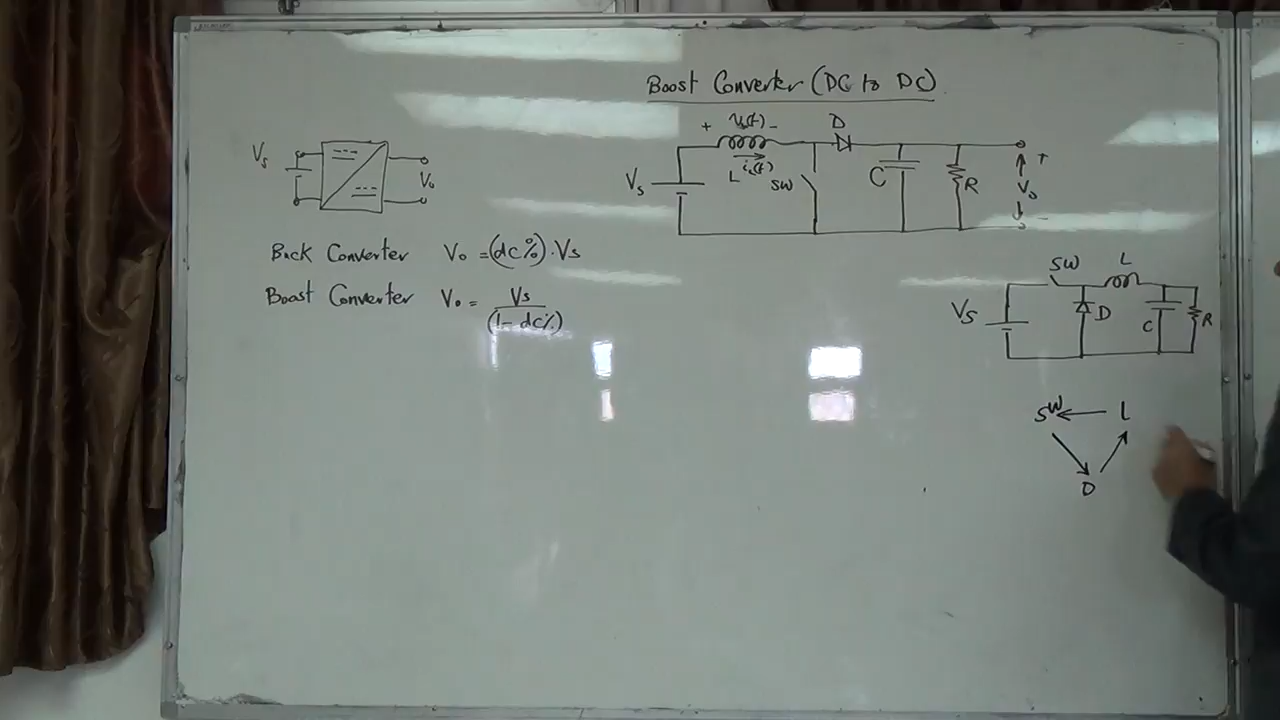 Boost Converter (DC to DC)
Vs
Vo
+ VL(t) -
D
L iL(t)
SW
C
R
Vs
+
Vo
-
Buck Converter Vo = (dc%) . Vs
Boost Converter Vo = Vs / (1 - dc%)
SW
L
Vs
D
C
R
SW ← L
D